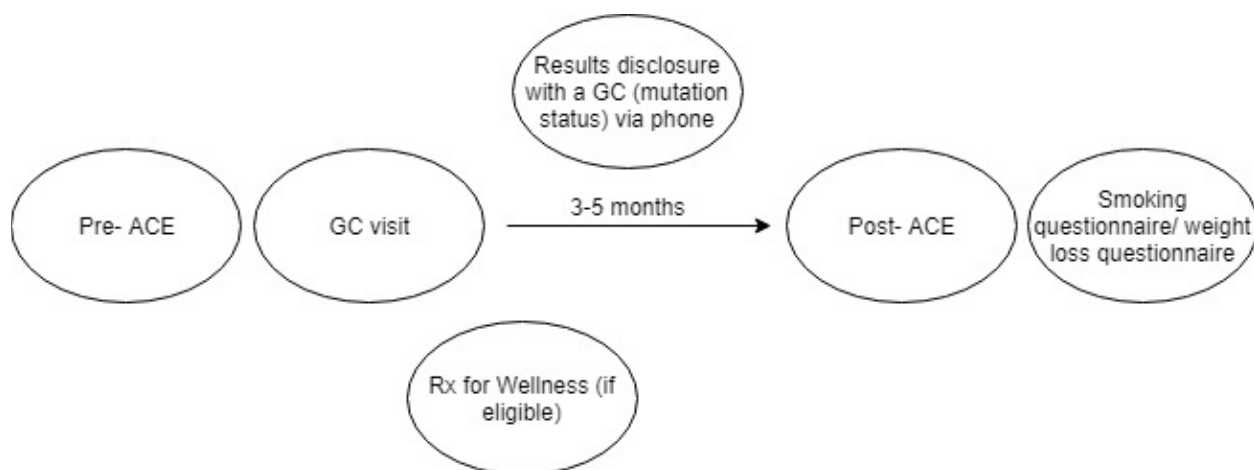 Results disclosure
with a GC (mutation
status) via phone
Pre- ACE
GC visit
3-5 months
Post- ACE
Smoking
questionnaire/ weight
loss questionnaire
Rx for Wellness (if
eligible)